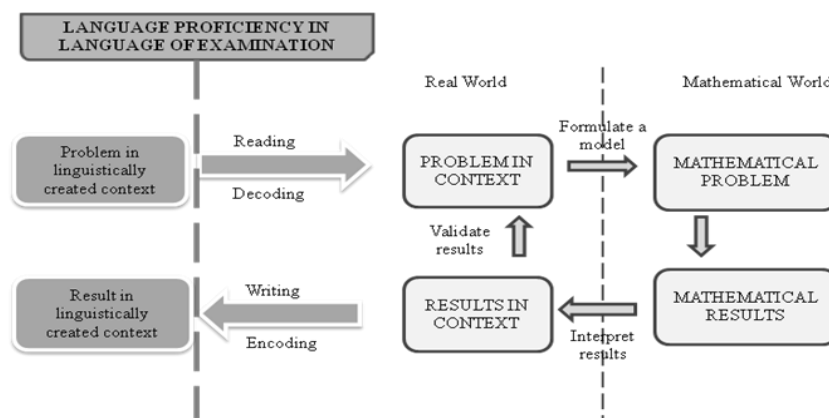 LANGUAGE PROFICIENCY IN
LANGUAGE OF EXAMINATION
Real World
Mathematical World
Problem in
linguistically
created context
Reading
Decoding
PROBLEM IN
CONTEXT
Formulate a
model
MATHEMATICAL
PROBLEM
Validate
results
Result in
linguistically
created context
Writing
Encoding
RESULTS IN
CONTEXT
Interpret
results
MATHEMATICAL
RESULTS